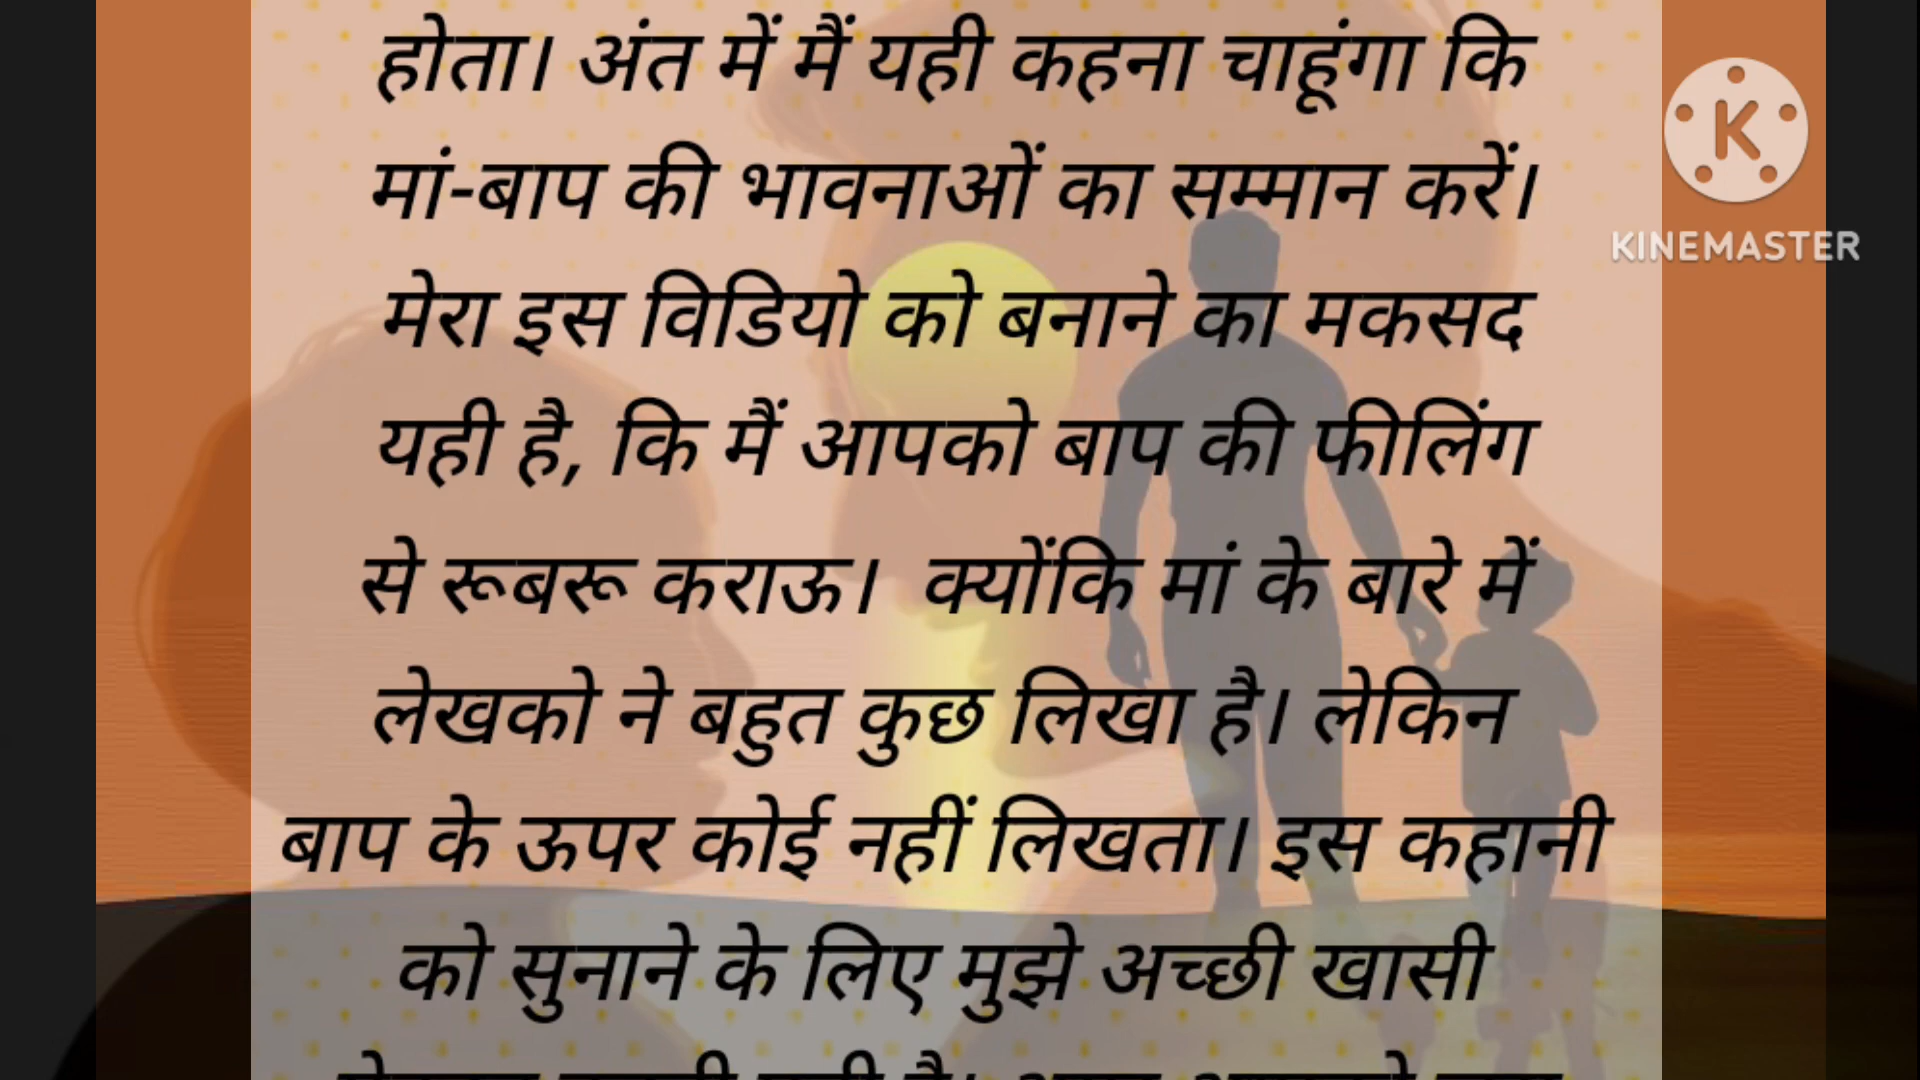 होता। अंत में मैं यही कहना चाहूंगा कि
मां-बाप की भावनाओं का सम्मान करें।
मेरा इस विडियो को बनाने का मकसद
यही है, कि मैं आपको बाप की फीलिंग
से रूबरू कराऊ। क्योंकि मां के बारे में
लेखको ने बहुत कुछ लिखा है। लेकिन
बाप के ऊपर कोई नहीं लिखता। इस कहानी
को सुनाने के लिए मुझे अच्छी खासी
K
KINEMASTER